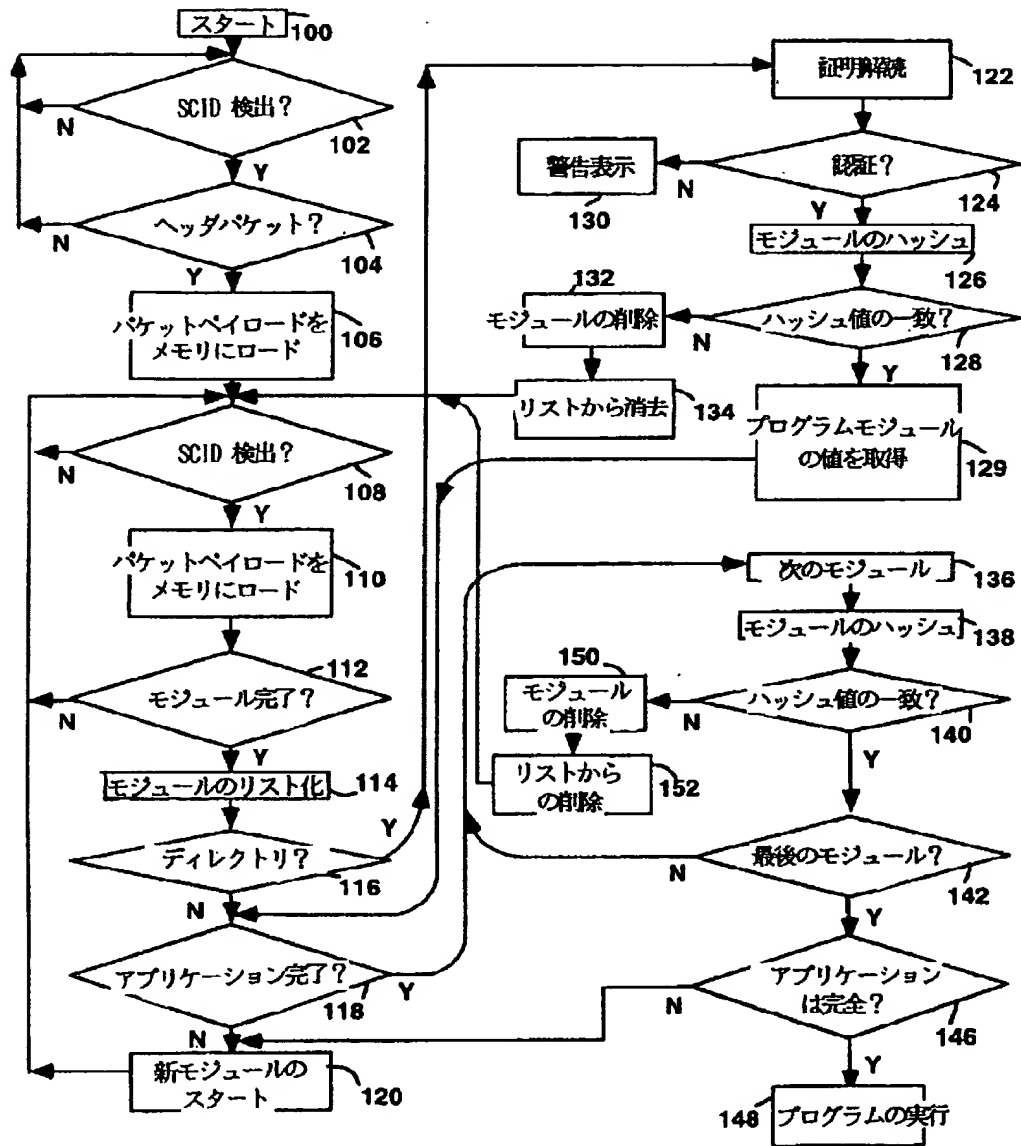 スタート
100
SCID 検出?
102
N
Y
ヘッダパケット?
104
N
Y
パケットペイロードを
メモリにロード
106
SCID 検出?
108
N
Y
パケットペイロードを
メモリにロード
110
モジュール完了?
112
N
Y
モジュールのリスト化
114
ディレクトリ?
116
Y
N
アプリケーション完了?
118
Y
N
新モジュールの
スタート
120
証明解読
122
認証?
124
N
Y
警告表示
130
モジュールのハッシュ
126
ハッシュ値の一致?
128
N
Y
132
モジュールの削除
リストから消去
134
プログラムモジュール
の値を取得
129
次のモジュール
136
モジュールのハッシュ
138
ハッシュ値の一致?
140
N
Y
150
モジュール
の削除
リストから
の削除
152
最後のモジュール?
142
N
Y
アプリケーション
は完全?
146
N
Y
プログラムの実行
148